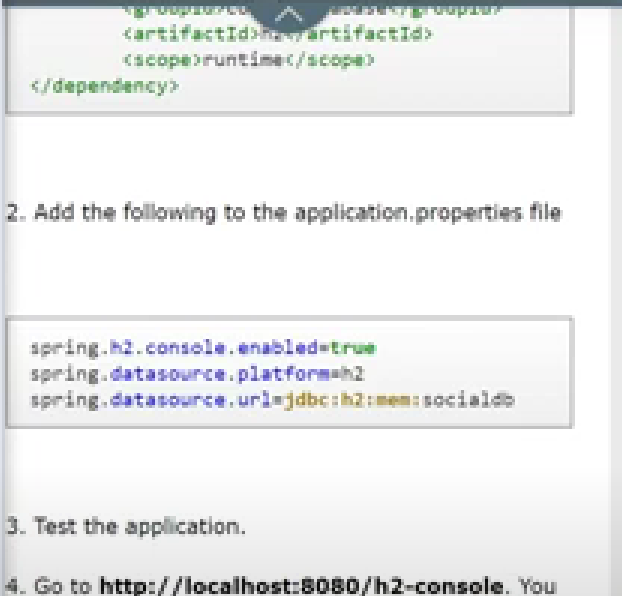 <artifactId>h2</artifactId>
<scope>runtime</scope>
</dependency>
2. Add the following to the application.properties file
spring.h2.console.enabled=true
spring.datasource.platform=h2
spring.datasource.url=jdbc:h2:mem:socialdb
3. Test the application.
4. Go to http://localhost:8080/h2-console. You